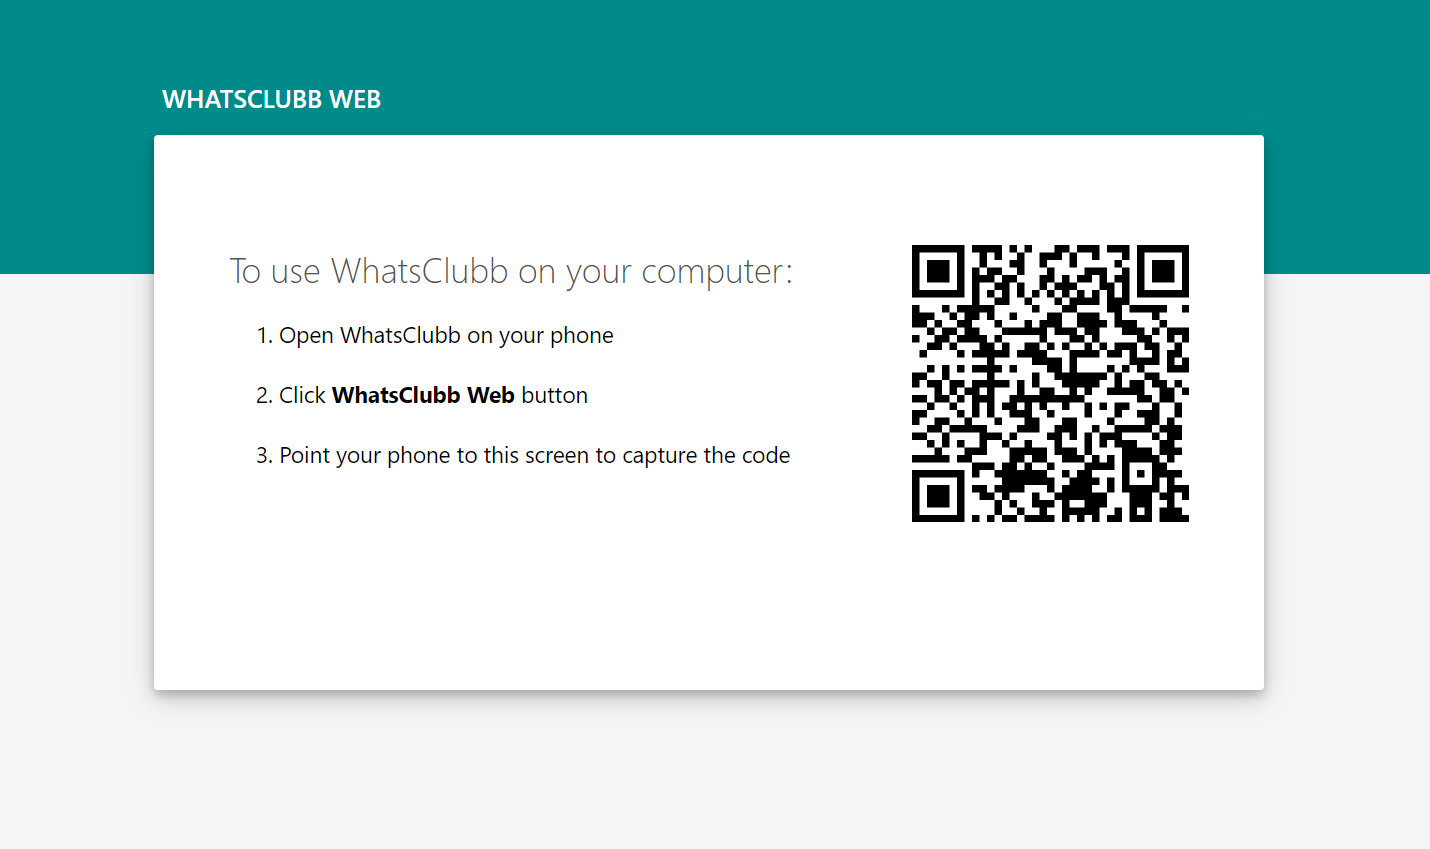 WHATSCLUBB WEB
To use WhatsClubb on your computer:
1. Open WhatsClubb on your phone
2. Click WhatsClubb Web button
3. Point your phone to this screen to capture the code